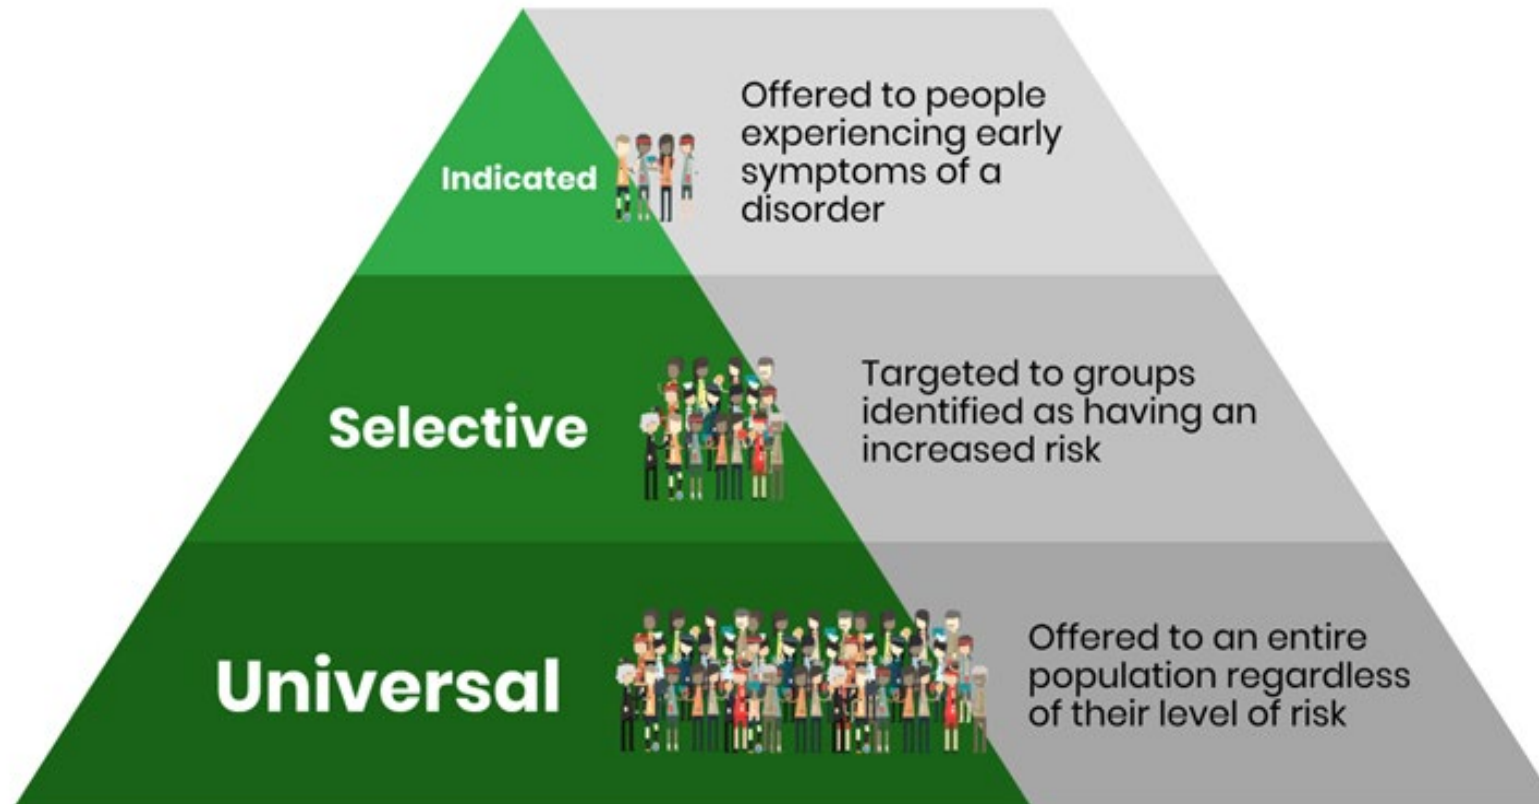 Indicated
Offered to people
experiencing early
symptoms of a
disorder
Selective
Targeted to groups
identified as having an
increased risk
Universal
Offered to an entire
population regardless
of their level of risk